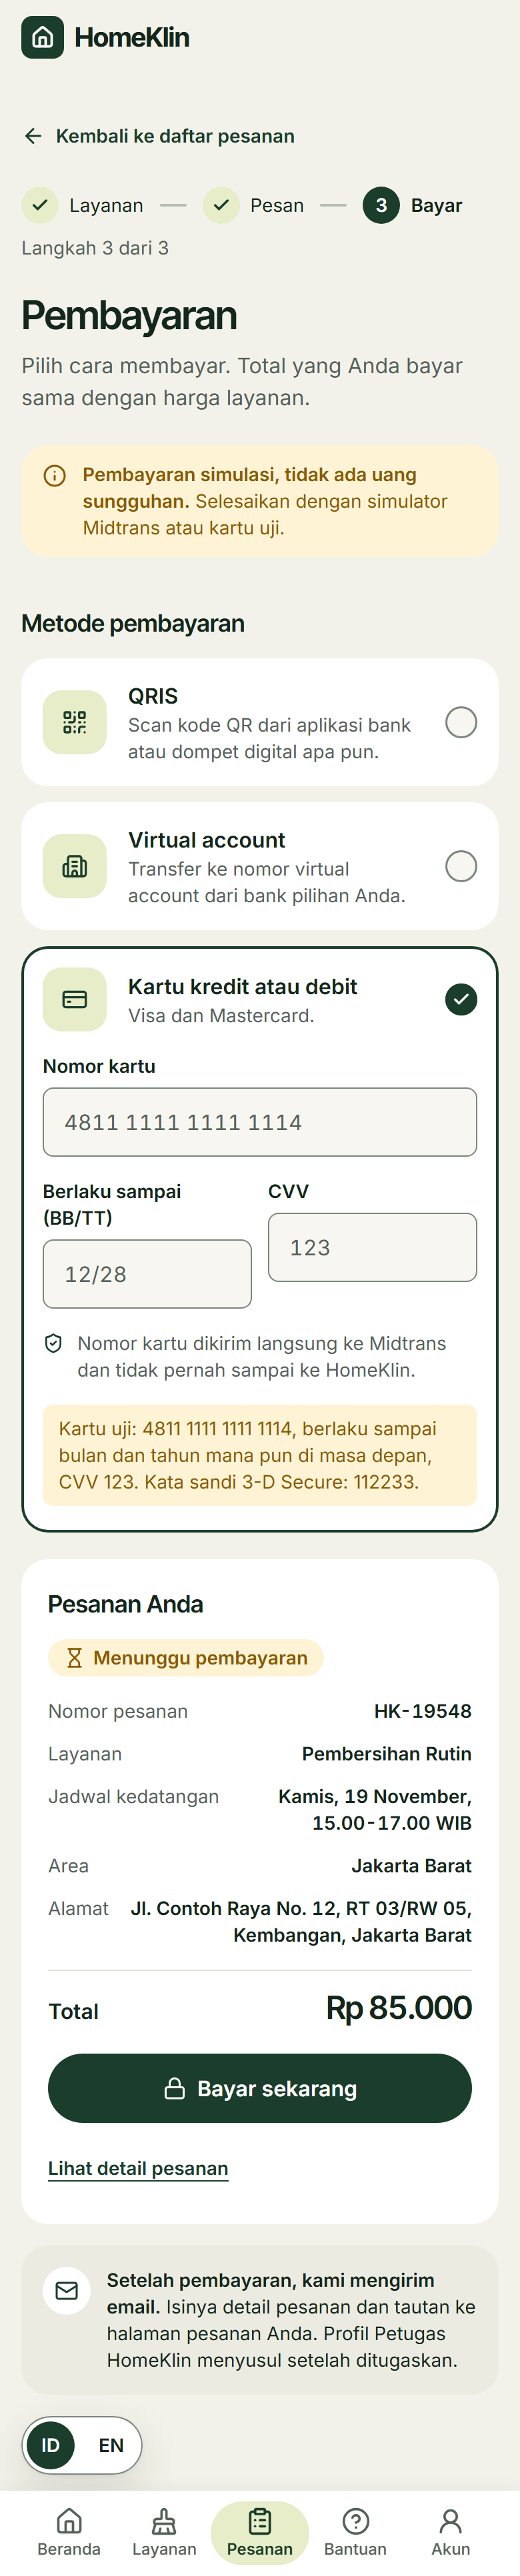 HomeKlin
Kembali ke daftar pesanan
Layanan
Pesan
3
Bayar
Langkah 3 dari 3
Pembayaran
Pilih cara membayar. Total yang Anda bayar
sama dengan harga layanan.
Pembayaran simulasi, tidak ada uang
sungguhan. Selesaikan dengan simulator
Midtrans atau kartu uji.
Metode pembayaran
QRIS
Scan kode QR dari aplikasi bank
atau dompet digital apa pun.
Virtual account
Transfer ke nomor virtual
account dari bank pilihan Anda.
Kartu kredit atau debit
Visa dan Mastercard.
Nomor kartu
4811 1111 1111 1114
Berlaku sampai
(BB/TT)
12/28
CVV
123
Nomor kartu dikirim langsung ke Midtrans
dan tidak pernah sampai ke HomeKlin.
Kartu uji: 4811 1111 1111 1114, berlaku sampai
bulan dan tahun mana pun di masa depan,
CVV 123. Kata sandi 3-D Secure: 112233.
Pesanan Anda
Menunggu pembayaran
Nomor pesanan HK-19548
Layanan Pembersihan Rutin
Jadwal kedatangan Kamis, 19 November,
15.00-17.00 WIB
Area Jakarta Barat
Alamat Jl. Contoh Raya No. 12, RT 03/RW 05,
Kembangan, Jakarta Barat
Total Rp 85.000
Bayar sekarang
Lihat detail pesanan
Setelah pembayaran, kami mengirim
email. Isinya detail pesanan dan tautan ke
halaman pesanan Anda. Profil Petugas
HomeKlin menyusul setelah ditugaskan.
ID EN
Beranda Layanan Pesanan Bantuan Akun